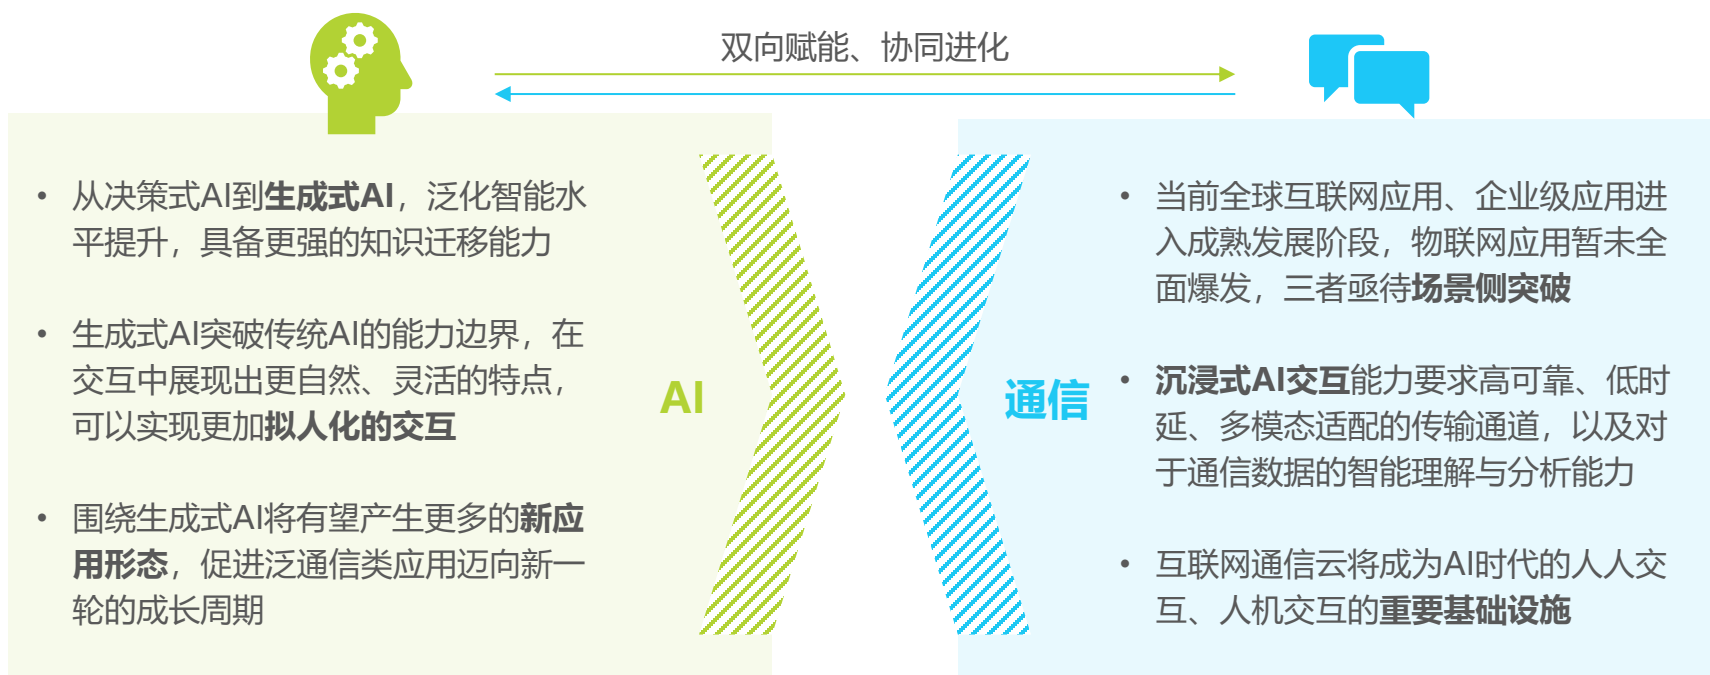 双向赋能、协同进化
• 从决策式AI到生成式AI，泛化智能水
平提升，具备更强的知识迁移能力
• 生成式AI突破传统AI的能力边界，在
交互中展现出更自然、灵活的特点，
可以实现更加拟人化的交互
• 围绕生成式AI将有望产生更多的新应
用形态，促进泛通信类应用迈向新一
轮的成长周期
AI
通信
• 当前全球互联网应用、企业级应用进
入成熟发展阶段，物联网应用暂未全
面爆发，三者亟待场景侧突破
• 沉浸式AI交互能力要求高可靠、低时
延、多模态适配的传输通道，以及对
于通信数据的智能理解与分析能力
• 互联网通信云将成为AI时代的人人交
互、人机交互的重要基础设施